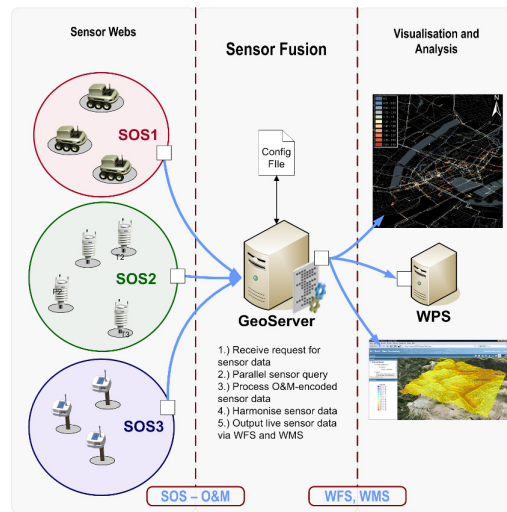 Sensor Webs
Sensor Fusion
Visualisation and
Analysis
SOS1
SOS2
T2
T3
SOS3
Config
File
GeoServer
1.) Receive request for
sensor data
2.) Parallel sensor query
3.) Process O&M-encoded
sensor data
4.) Harmonise sensor data
5.) Output live sensor data
via WFS and WMS
N
WPS
SOS – O&M
WFS, WMS